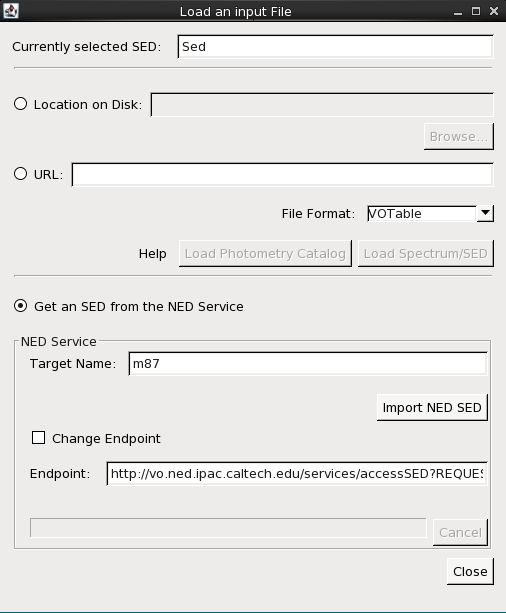 Load an input File
Currently selected SED: Sed
Location on Disk:
Browse...
URL:
File Format: VOTable
Help Load Photometry Catalog Load Spectrum/SED
Get an SED from the NED Service
NED Service
Target Name: m87
Import NED SED
Change Endpoint
Endpoint: http://vo.ned.ipac.caltech.edu/services/accessSED?REQUES
Cancel
Close